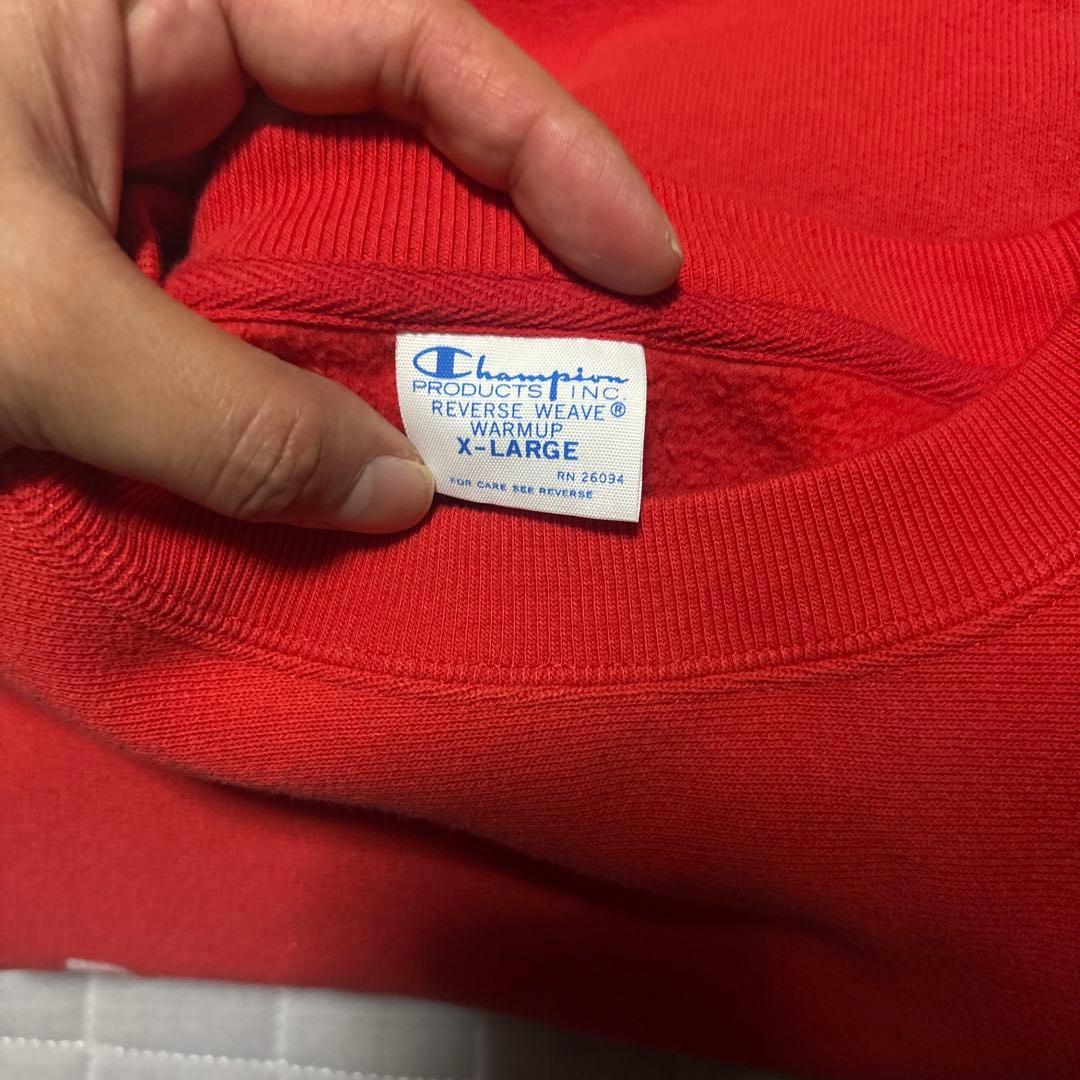 Champion
PRODUCTS INC.
REVERSE WEAVE®
WARMUP
X-LARGE
RN 26094
FOR CARE SEE REVERSE